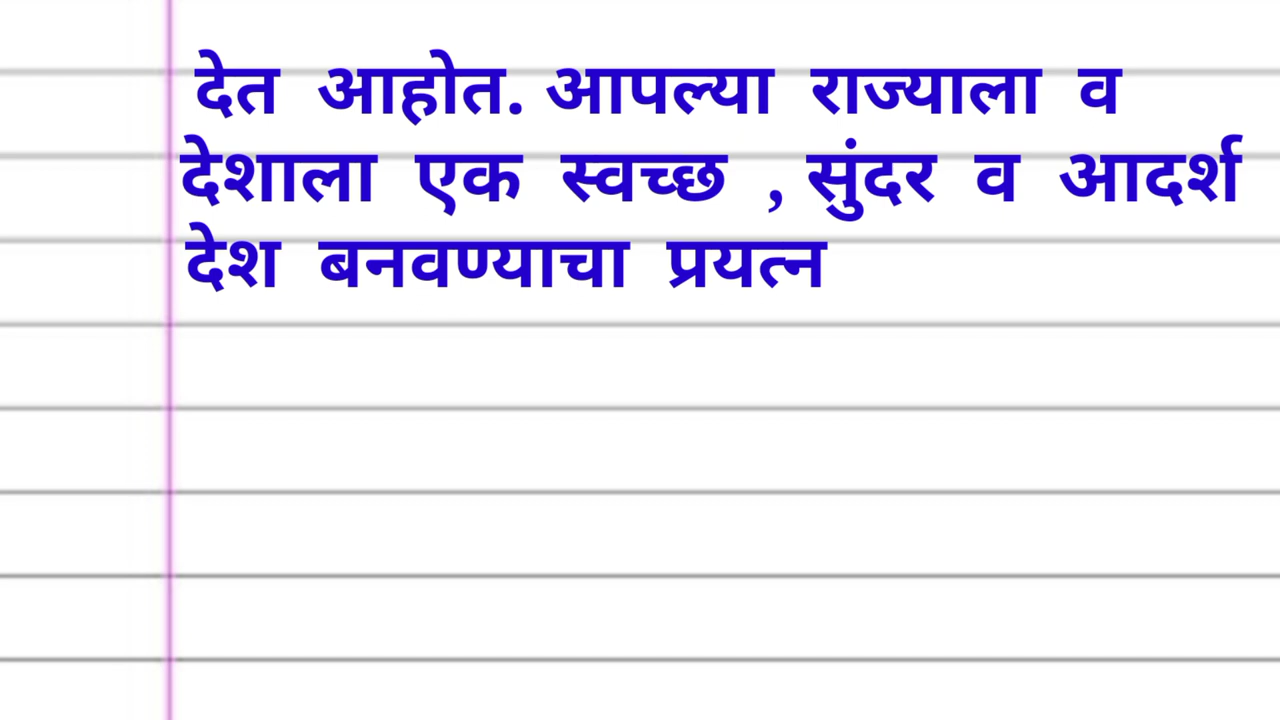 देत आहोत. आपल्या राज्याला व
देशाला एक स्वच्छ , सुंदर व आदर्श
देश बनवण्याचा प्रयत्न